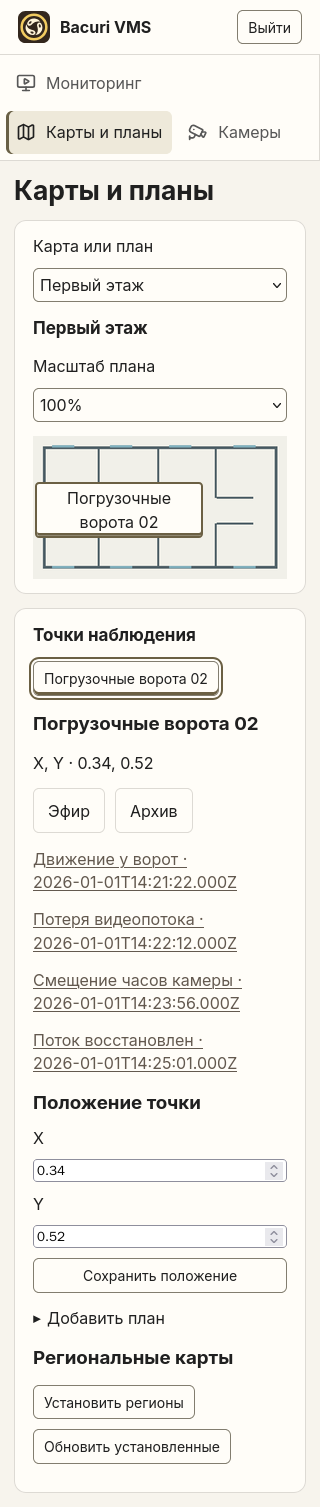 Bacuri VMS
Выйти
Мониторинг
Карты и планы
Камеры
Карты и планы
Карта или план
Первый этаж
Первый этаж
Масштаб плана
100%
Погрузочные
ворота 02
Точки наблюдения
Погрузочные ворота 02
Погрузочные ворота 02
X, Y · 0.34, 0.52
Эфир
Архив
Движение у ворот ·
2026-01-01T14:21:22.000Z
Потеря видеопотока ·
2026-01-01T14:22:12.000Z
Смещение часов камеры ·
2026-01-01T14:23:56.000Z
Поток восстановлен ·
2026-01-01T14:25:01.000Z
Положение точки
X
0.34
Y
0.52
Сохранить положение
▸ Добавить план
Региональные карты
Установить регионы
Обновить установленные